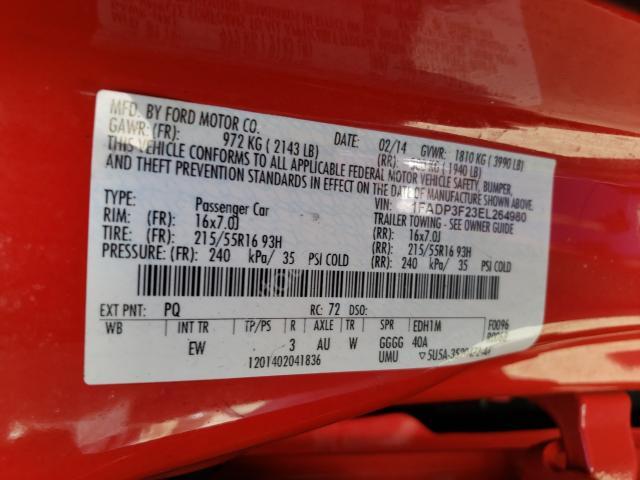 MFD. BY FORD MOTOR CO.
DATE: 02/14 GVWR: 1810 KG ( 3990 LB)
GAWR: (FR): 972 KG ( 2143 LB) (RR): KG ( 1940 LB)
THIS VEHICLE CONFORMS TO ALL APPLICABLE FEDERAL MOTOR VEHICLE SAFETY, BUMPER,
AND THEFT PREVENTION STANDARDS IN EFFECT ON THE DATE OF MANUFACTURE SHOWN ABOVE.
VIN: 1FADP3F23EL264980
TYPE: Passenger Car TRAILER TOWING - SEE OWNER GUIDE
RIM: (FR): 16x7.0J (RR): 16x7.0J
TIRE: (FR): 215/55R16 93H (RR): 215/55R16 93H
PRESSURE: (FR): 240 kPa/ 35 PSI COLD (RR): 240 kPa/ 35 PSI COLD
EXT PNT: PQ RC: 72 DSO:
WB INT TR TP/PS R AXLE TR SPR EDH1M F0096
EW 3 AU W GGGG 40A
1201402041836 UMU